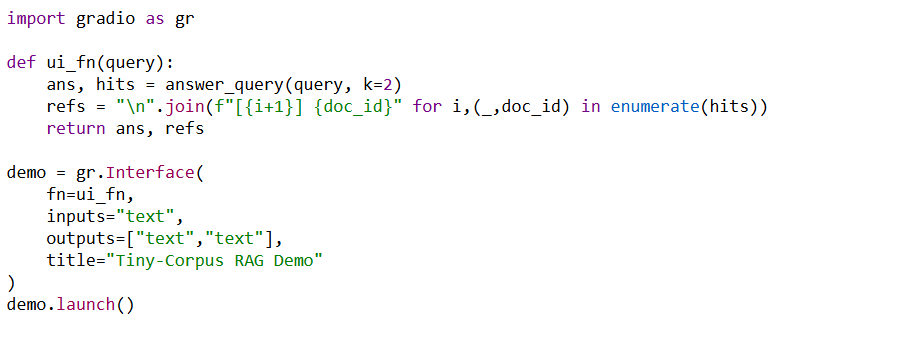 import gradio as gr

def ui_fn(query):
    ans, hits = answer_query(query, k=2)
    refs = "\n".join(f"[{i+1}] {doc_id}" for i,(_,doc_id) in enumerate(hits))
    return ans, refs

demo = gr.Interface(
    fn=ui_fn,
    inputs="text",
    outputs=["text","text"],
    title="Tiny-Corpus RAG Demo"
)
demo.launch()